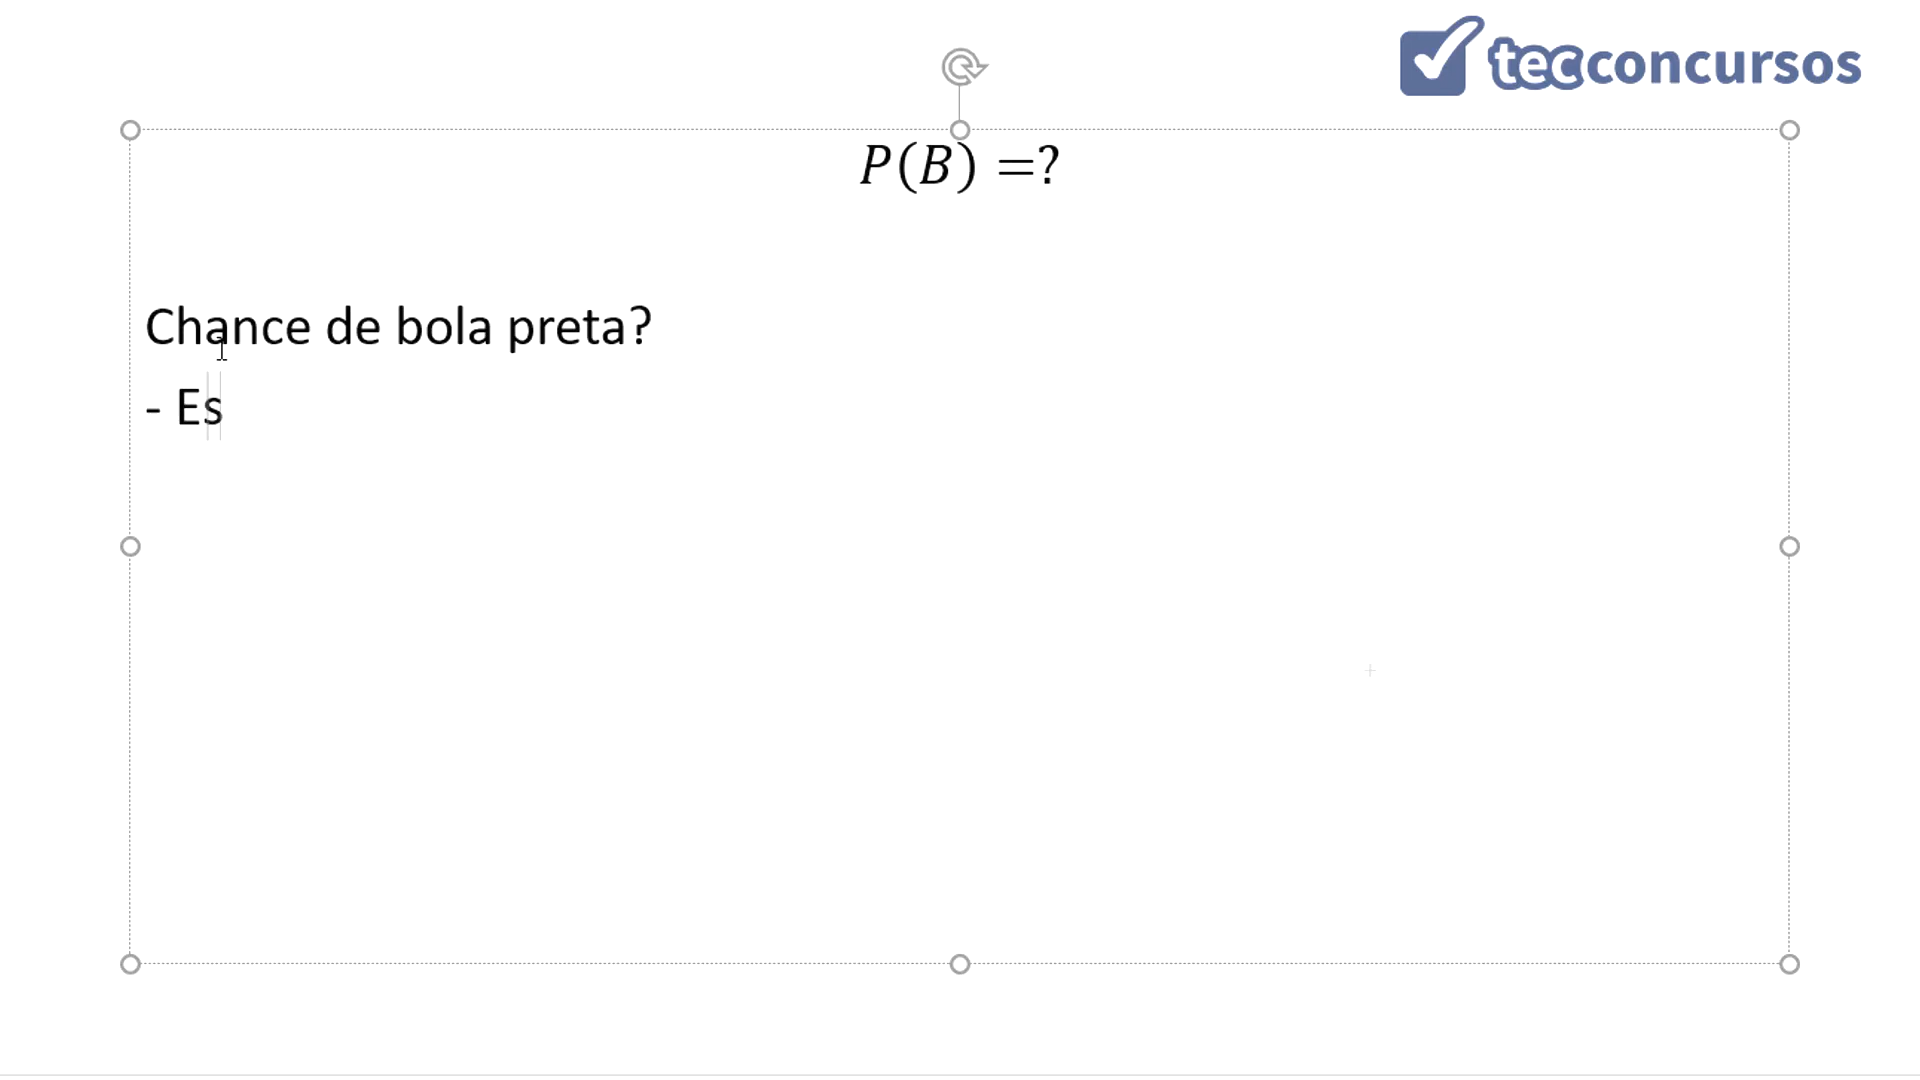 tecconcursos
P(B) =?
Chance de bola preta?
- Es